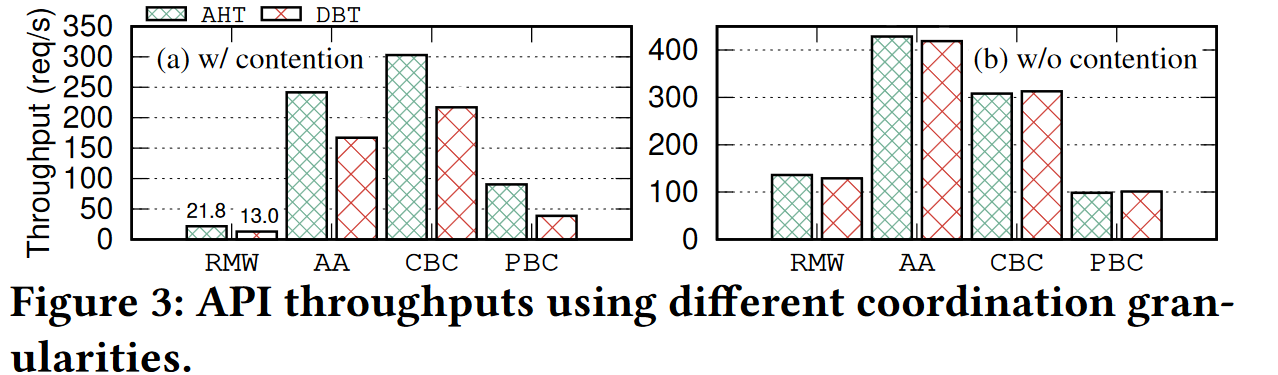 AHT DBT
350
300
250
200
150
100
50
0
Throughput (req/s)
(a) w/ contention
21.8 13.0
RMW AA CBC PBC
400
300
200
100
0
(b) w/o contention
RMW AA CBC PBC
Figure 3: API throughputs using different coordination gran-
ularities.